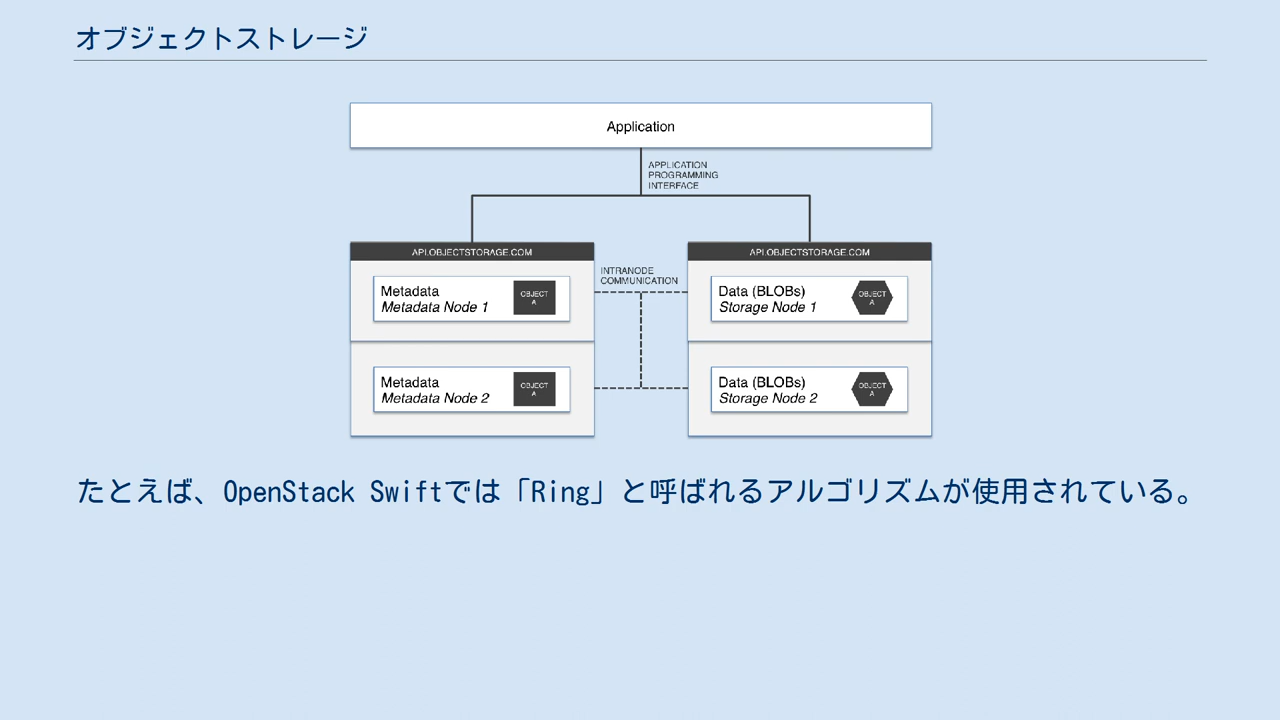 オブジェクトストレージ
Application
APPLICATION
PROGRAMMING
INTERFACE
API.OBJECTSTORAGE.COM
Metadata
Metadata Node 1
OBJECT
A
Metadata
Metadata Node 2
OBJECT
A
INTRANODE
COMMUNICATION
API.OBJECTSTORAGE.COM
Data (BLOBs)
Storage Node 1
OBJECT
A
Data (BLOBs)
Storage Node 2
OBJECT
A
たとえば、OpenStack Swiftでは「Ring」と呼ばれるアルゴリズムが使用されている。